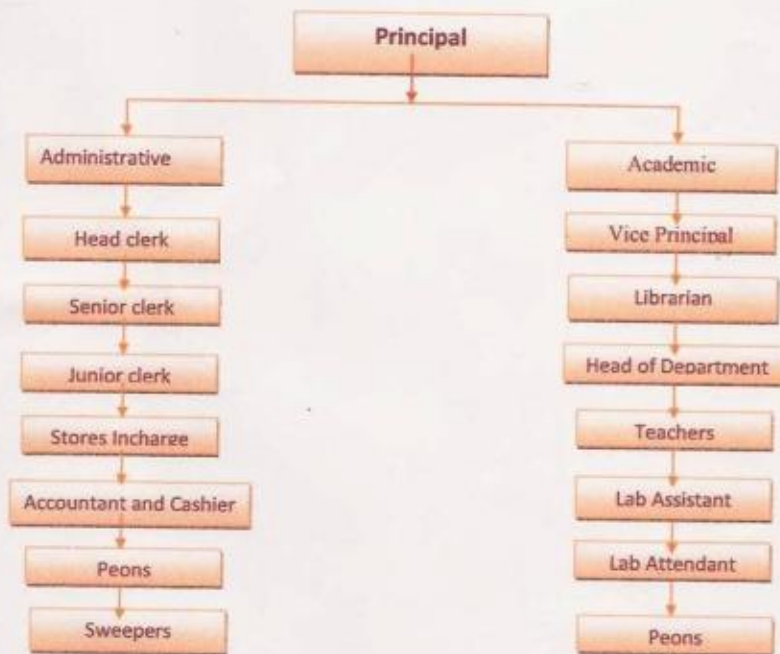 Principal
Administrative
Head clerk
Senior clerk
Junior clerk
Stores Incharge
Accountant and Cashier
Peons
Sweepers
Academic
Vice Principal
Librarian
Head of Department
Teachers
Lab Assistant
Lab Attendant
Peons